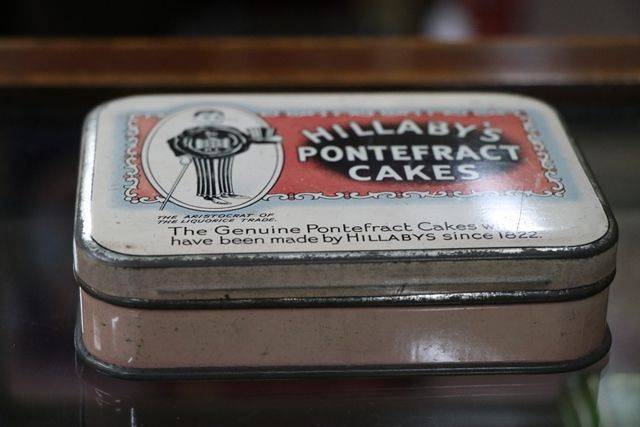 HILLABY'S
PONTEFRACT
CAKES
THE ARISTOCRAT OF
THE LIQUORICE TRADE.
The Genuine Pontefract Cakes
have been made by HILLABYS since 1822.